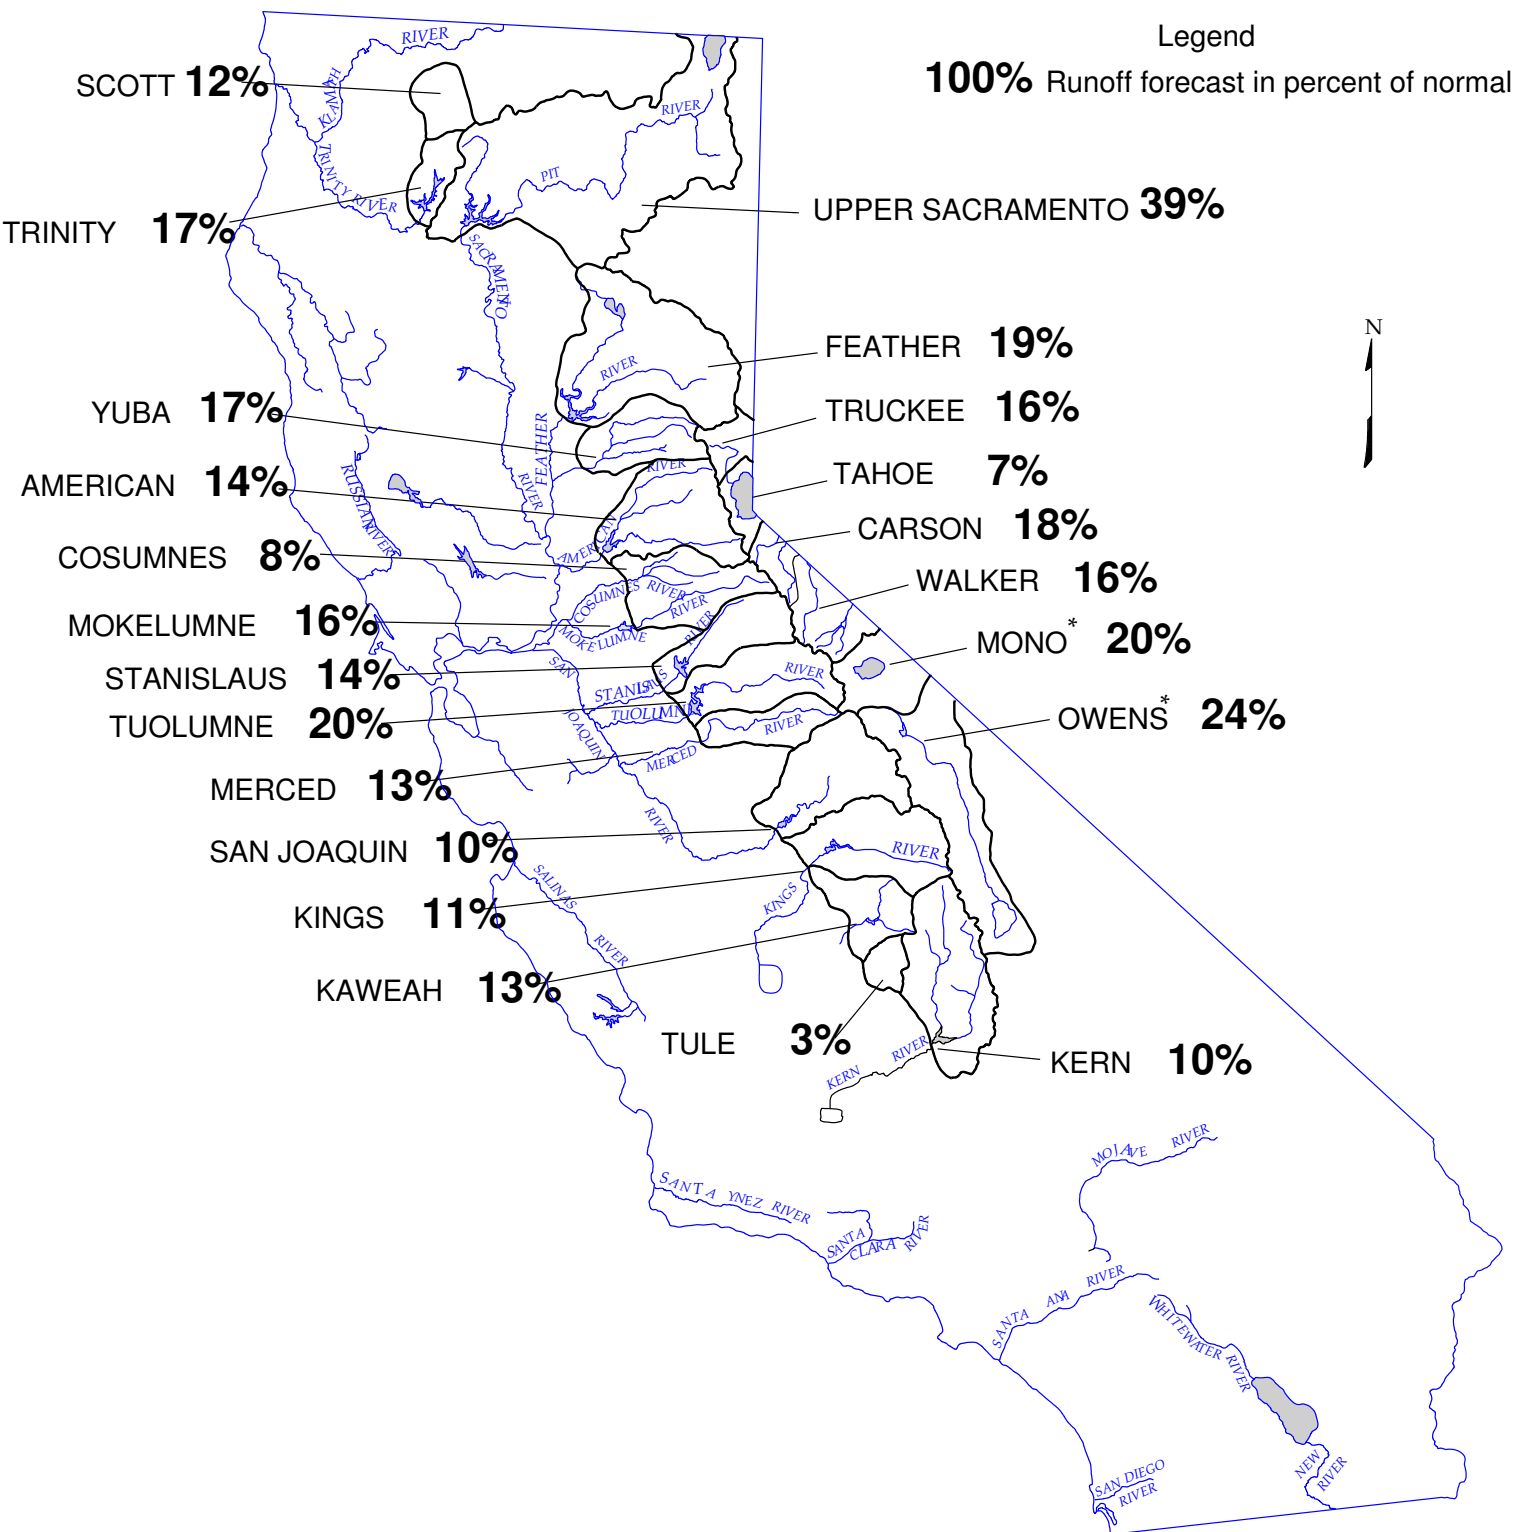 Legend
100% Runoff forecast in percent of normal
RIVER
KLAMATH
SCOTT 12%
RIVER
TRINITY RIVER
PIT
TRINITY 17%
UPPER SACRAMENTO 39%
SACRAMENTO
N
FEATHER 19%
RIVER
YUBA 17%
TRUCKEE 16%
FEATHER
RIVER
RIVER
TAHOE 7%
AMERICAN 14%
RUSSIAN RIVER
AMERICAN
CARSON 18%
COSUMNES 8%
COSUMNES RIVER
WALKER 16%
RIVER
MOKELUMNE 16%
MOKELUMNE
RIVER
MONO* 20%
STANISLAUS 14%
SAN
STANISLAUS
RIVER
TUOLUMNE 20%
TUOLUMNE
JOAQUIN
RIVER
OWENS* 24%
MERCED 13%
MERCED
RIVER
SAN JOAQUIN 10%
RIVER
KINGS 11%
KINGS
SALINAS
RIVER
KAWEAH 13%
TULE 3%
KERN
RIVER
KERN 10%
MOJAVE RIVER
SANTA YNEZ RIVER
SANTA
CLARA
RIVER
SANTA ANA RIVER
WHITEWATER RIVER
NEW
RIVER
SAN DIEGO
RIVER